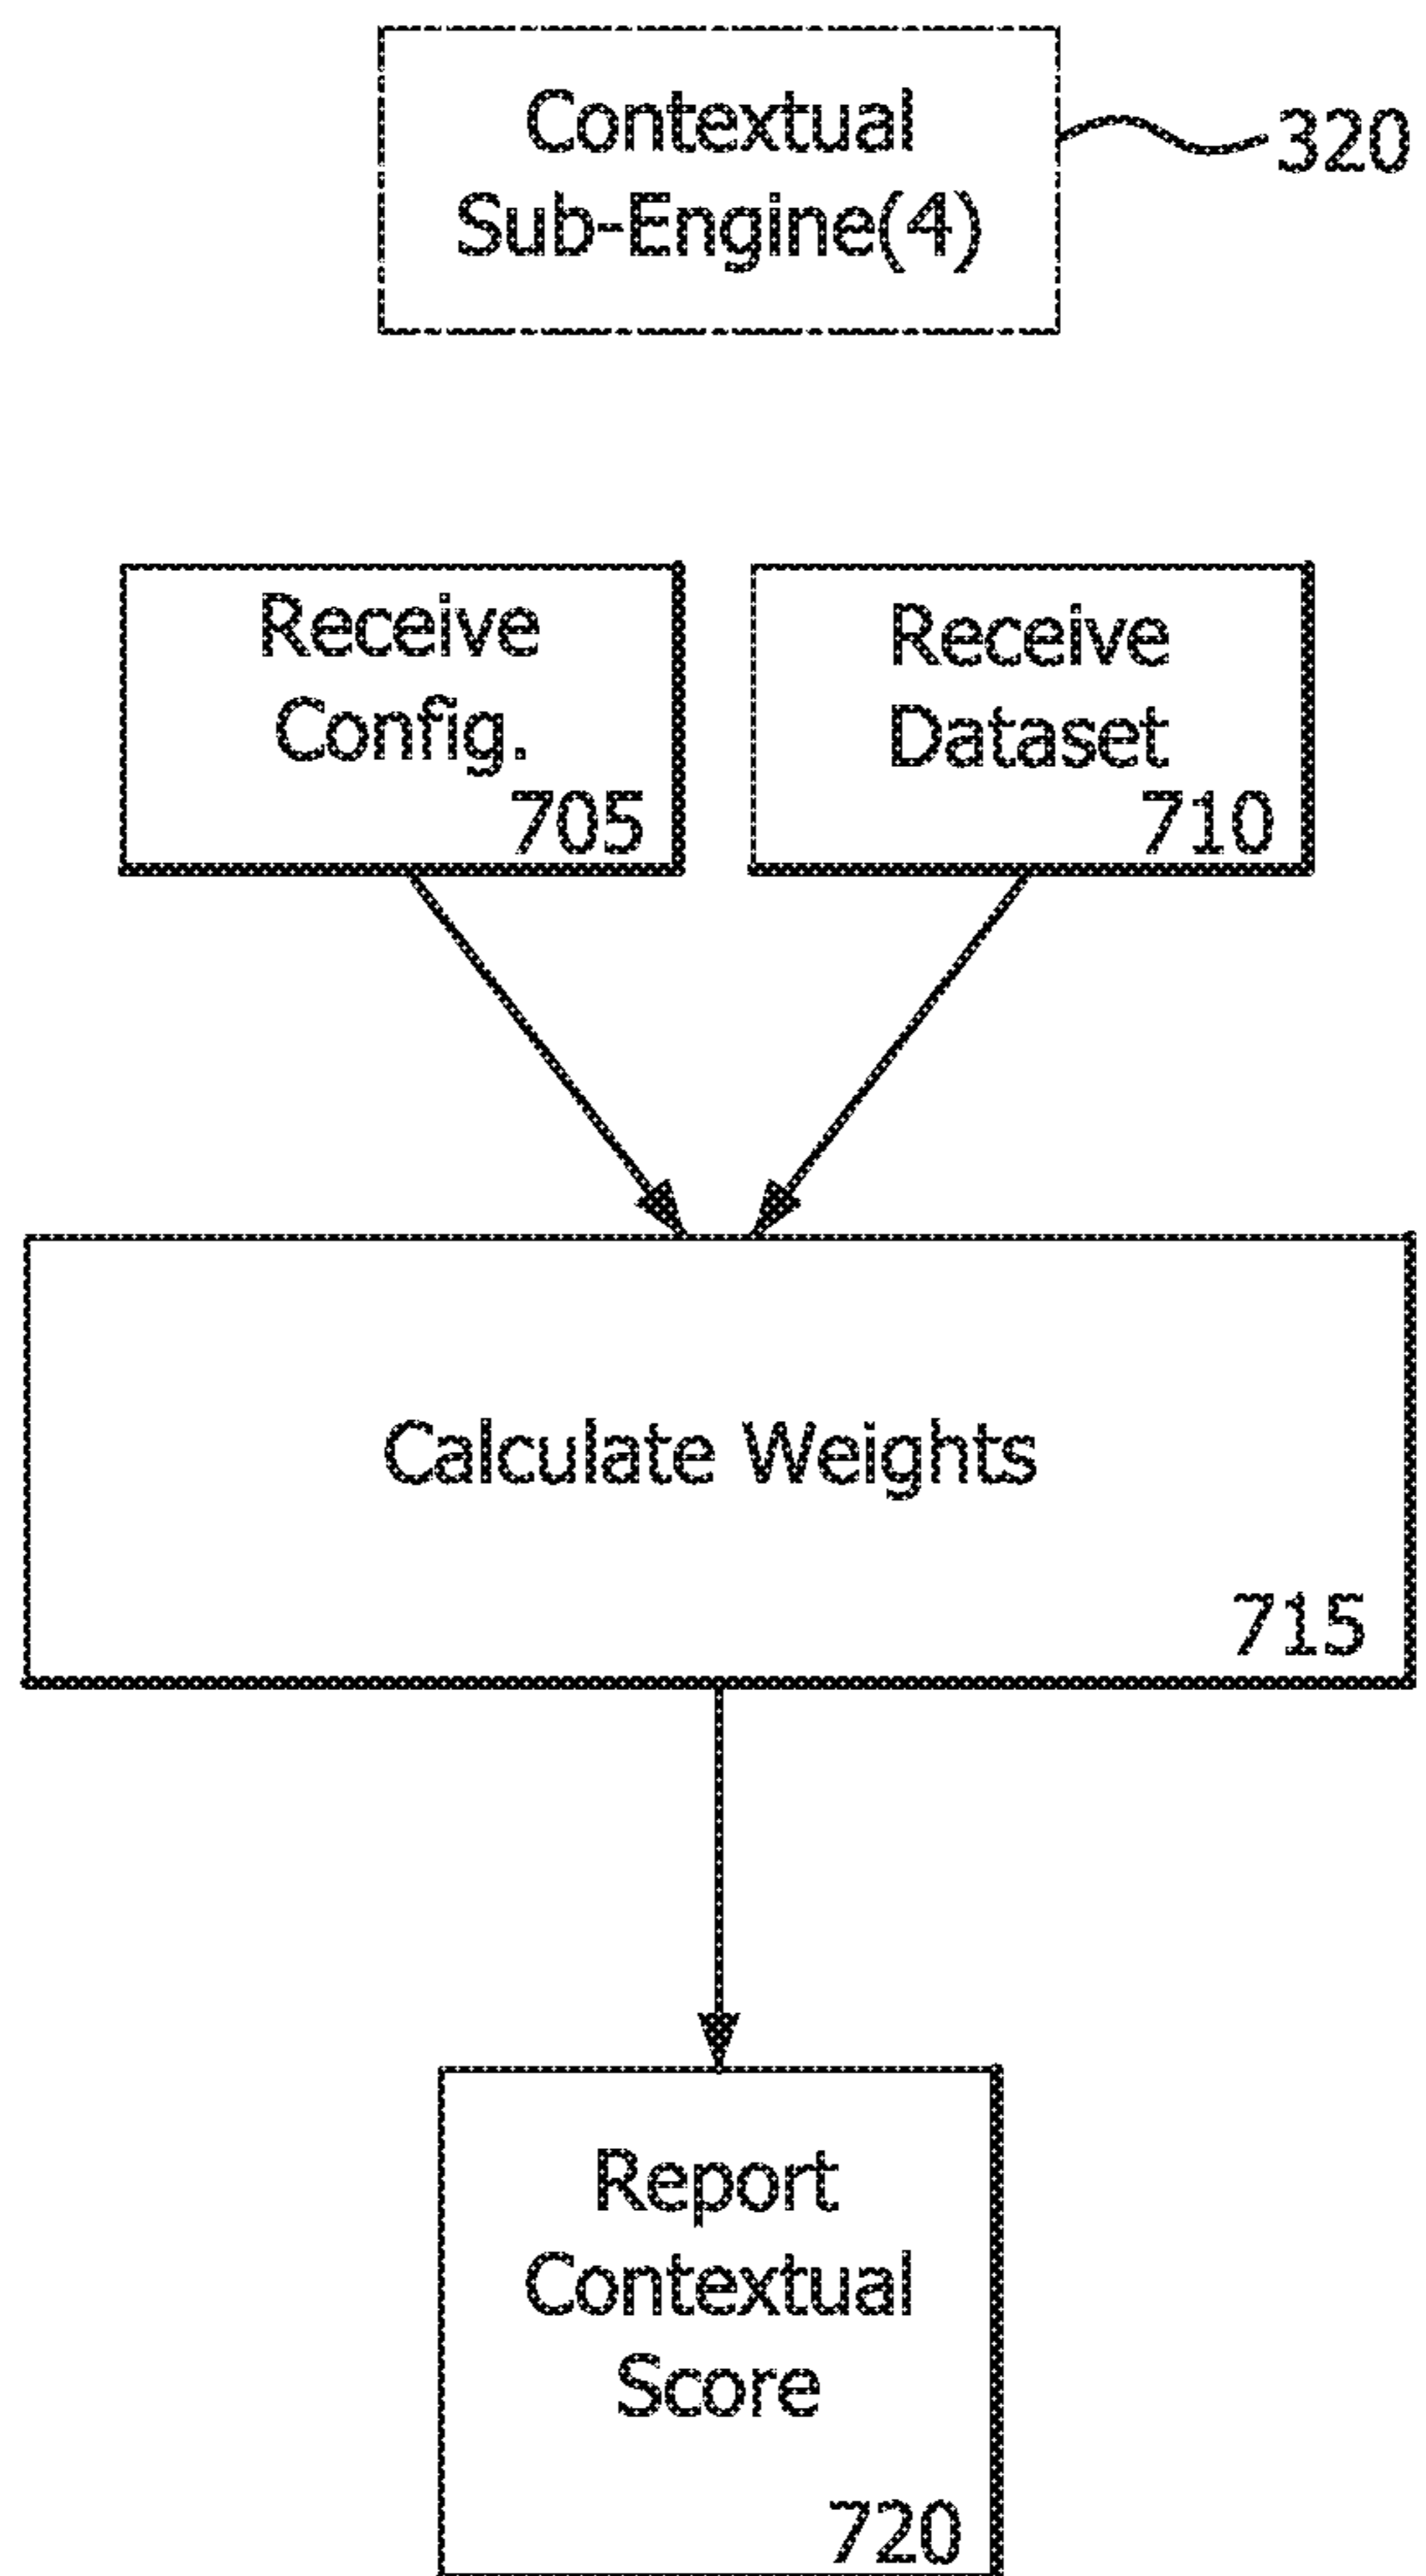 Contextual
Sub-Engine(4)
320
Receive
Config.
705
Receive
Dataset
710
Calculate Weights
715
Report
Contextual
Score
720